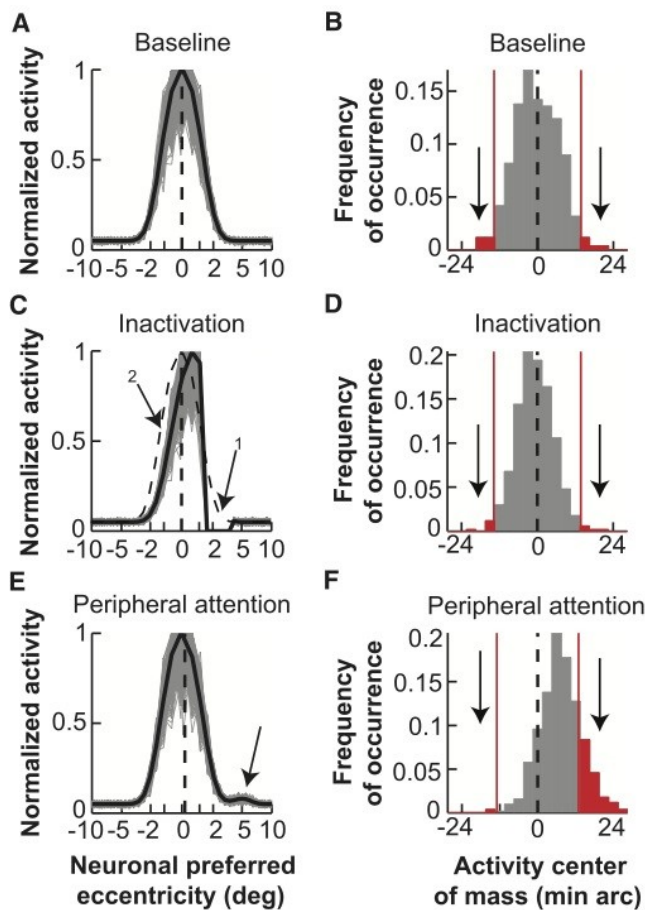 A
Baseline
Normalized activity
1
0.5
0
-10 -5 -2 0 2 5 10
B
Baseline
Frequency
of occurrence
0.15
0.1
0.05
0
-24 0 24
C
Inactivation
Normalized activity
1
0.5
0
2
1
-10 -5 -2 0 2 5 10
D
Inactivation
Frequency
of occurrence
0.2
0.15
0.1
0.05
0
-24 0 24
E
Peripheral attention
Normalized activity
1
0.5
0
-10 -5 -2 0 2 5 10
Neuronal preferred
eccentricity (deg)
F
Peripheral attention
Frequency
of occurrence
0.2
0.15
0.1
0.05
0
-24 0 24
Activity center
of mass (min arc)